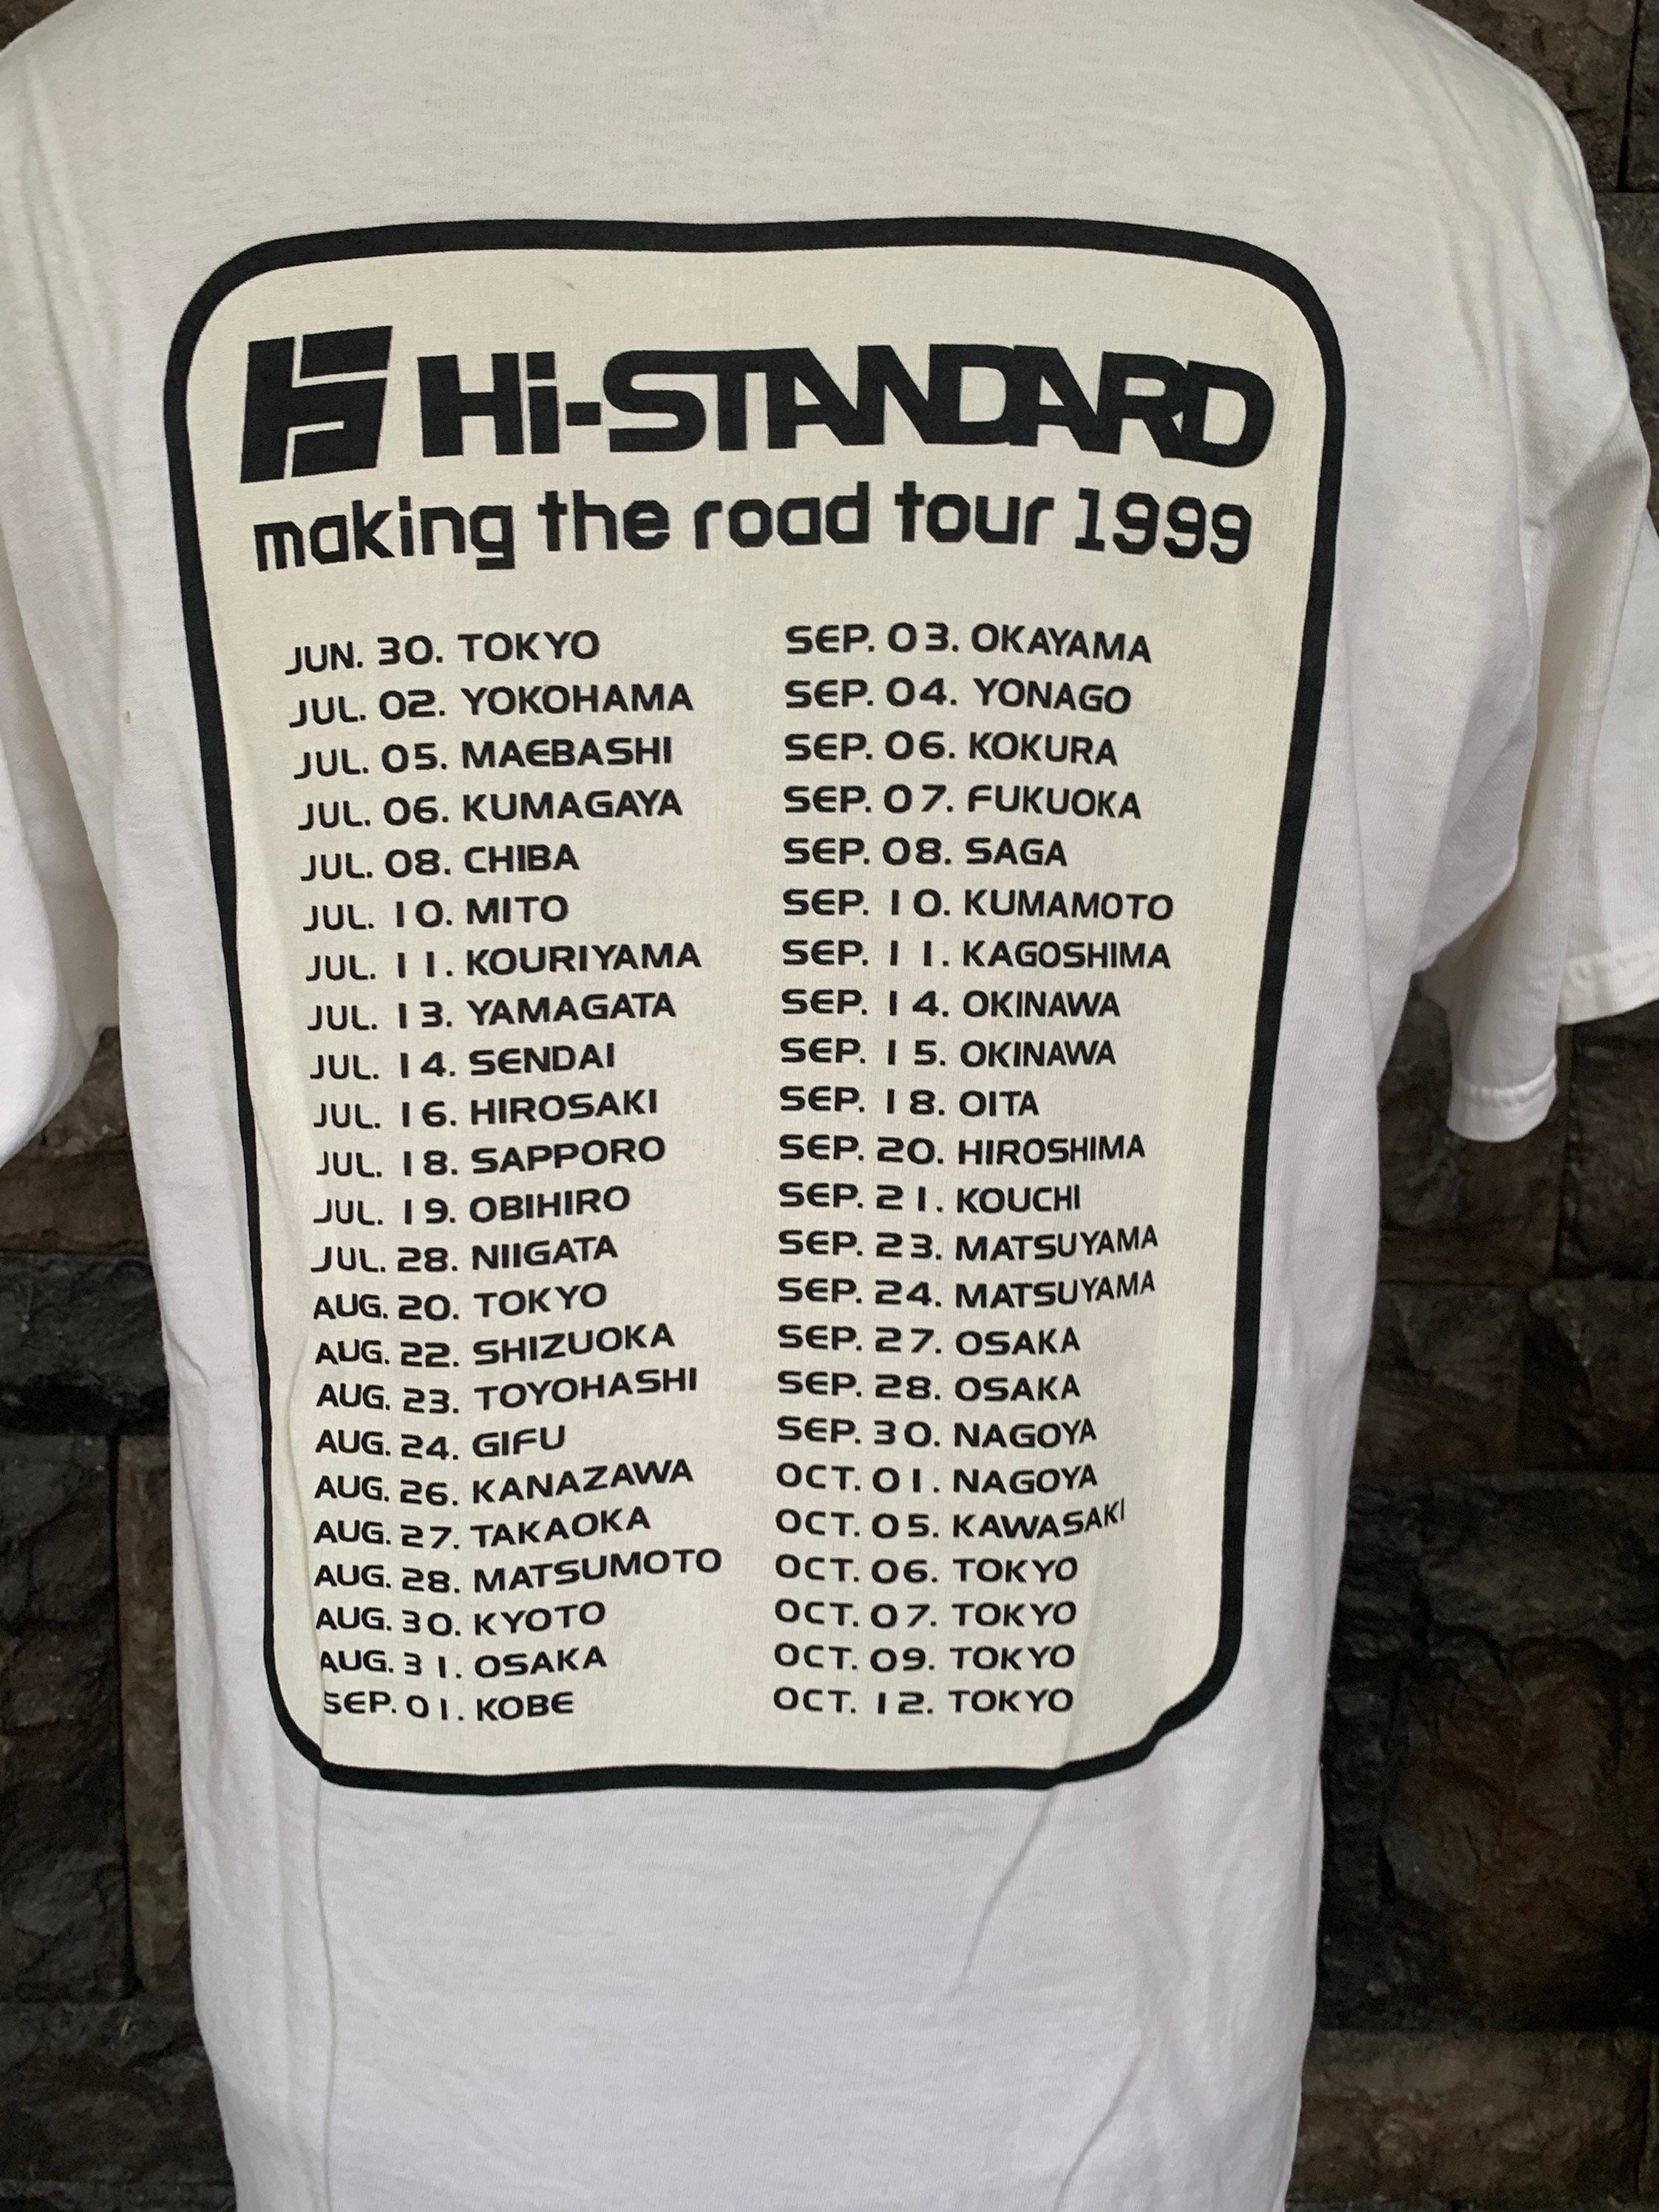 Hi-STANDARD
making the road tour 1999
JUN. 30. TOKYO
JUL. 02. YOKOHAMA
JUL. 05. MAEBASHI
JUL. 06. KUMAGAYA
JUL. 08. CHIBA
JUL. 10. MITO
JUL. 11. KOURIYAMA
JUL. 13. YAMAGATA
JUL. 14. SENDAI
JUL. 16. HIROSAKI
JUL. 18. SAPPORO
JUL. 19. OBIHIRO
JUL. 28. NIIGATA
AUG. 20. TOKYO
AUG. 22. SHIZUOKA
AUG. 23. TOYOHASHI
AUG. 24. GIFU
AUG. 26. KANAZAWA
AUG. 27. TAKAOKA
AUG. 28. MATSUMOTO
AUG. 30. KYOTO
AUG. 31. OSAKA
SEP. 01. KOBE
SEP. 03. OKAYAMA
SEP. 04. YONAGO
SEP. 06. KOKURA
SEP. 07. FUKUOKA
SEP. 08. SAGA
SEP. 10. KUMAMOTO
SEP. 11. KAGOSHIMA
SEP. 14. OKINAWA
SEP. 15. OKINAWA
SEP. 18. OITA
SEP. 20. HIROSHIMA
SEP. 21. KOUCHI
SEP. 23. MATSUYAMA
SEP. 24. MATSUYAMA
SEP. 27. OSAKA
SEP. 28. OSAKA
SEP. 30. NAGOYA
OCT. 01. NAGOYA
OCT. 05. KAWASAKI
OCT. 06. TOKYO
OCT. 07. TOKYO
OCT. 09. TOKYO
OCT. 12. TOKYO